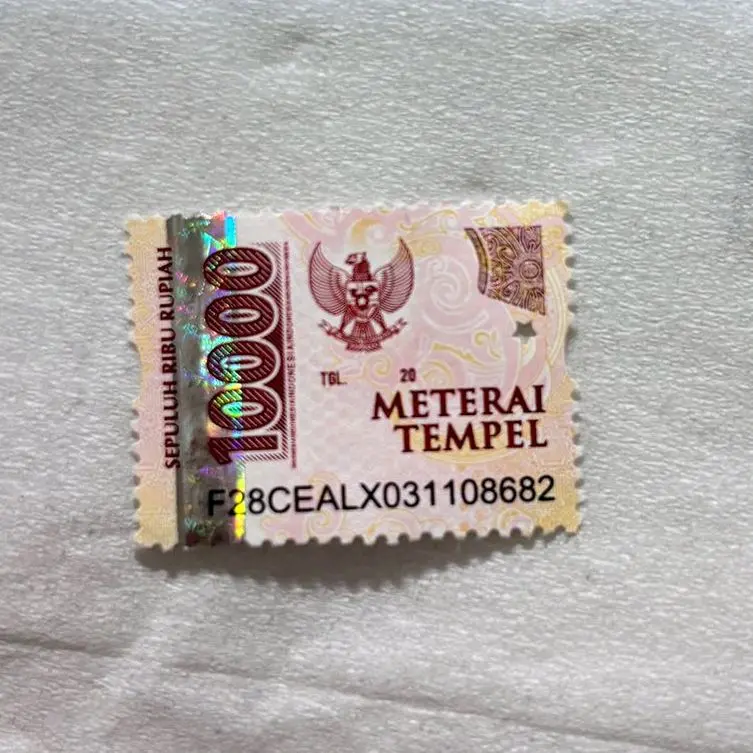 SEPULUH RIBU RUPIAH
10000
TGL. 20
METERAI
TEMPEL
F28CEALX031108682